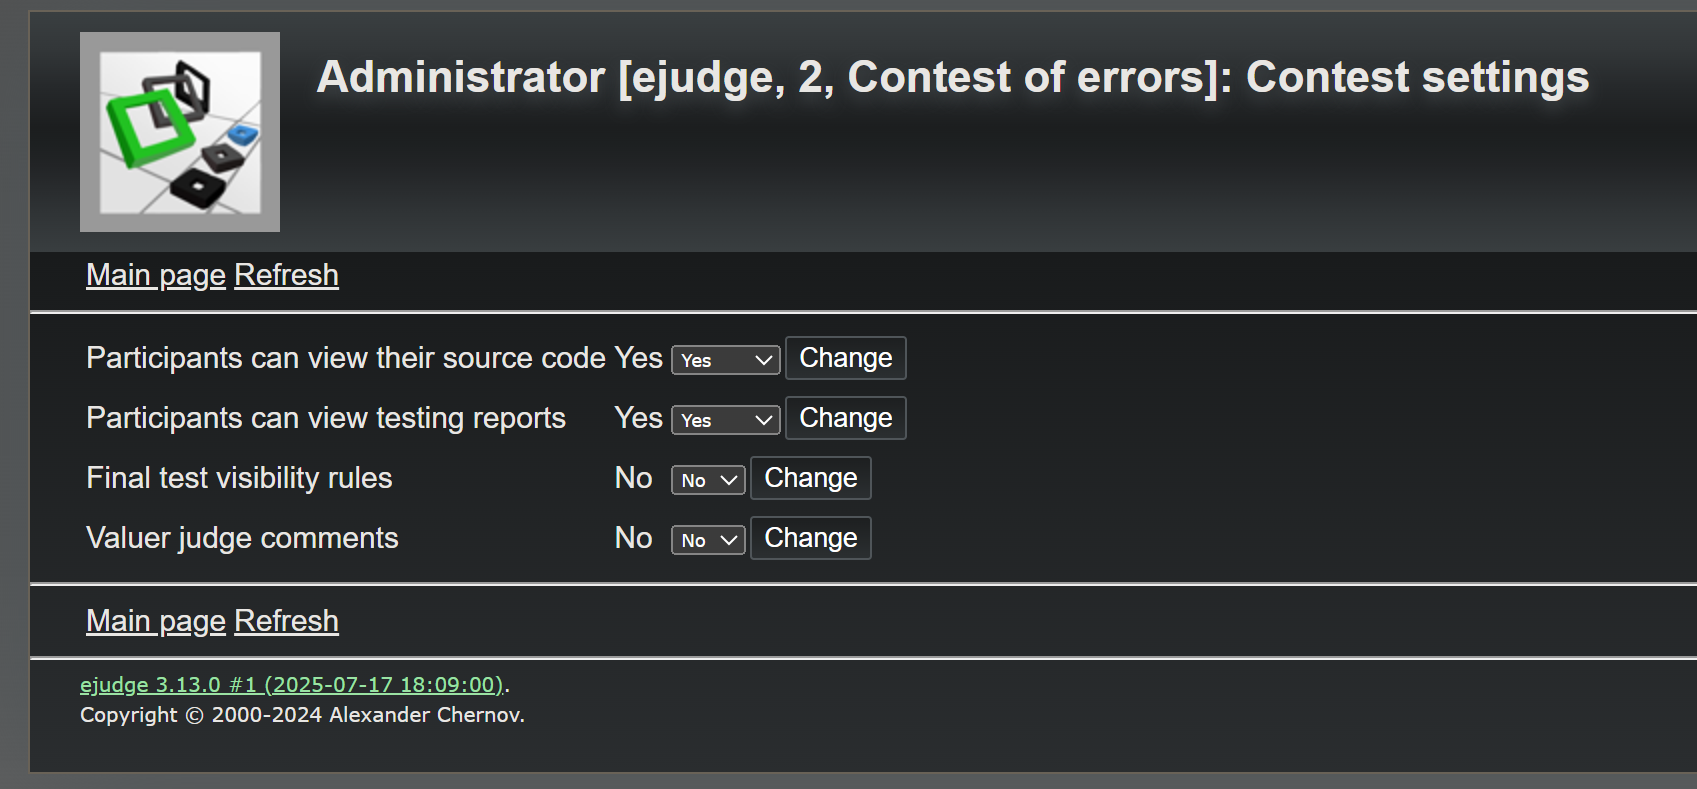 Administrator [ejudge, 2, Contest of errors]: Contest settings
Main page Refresh
Participants can view their source code Yes Yes Change
Participants can view testing reports Yes Yes Change
Final test visibility rules No No Change
Valuer judge comments No No Change
Main page Refresh
ejudge 3.13.0 #1 (2025-07-17 18:09:00).
Copyright © 2000-2024 Alexander Chernov.